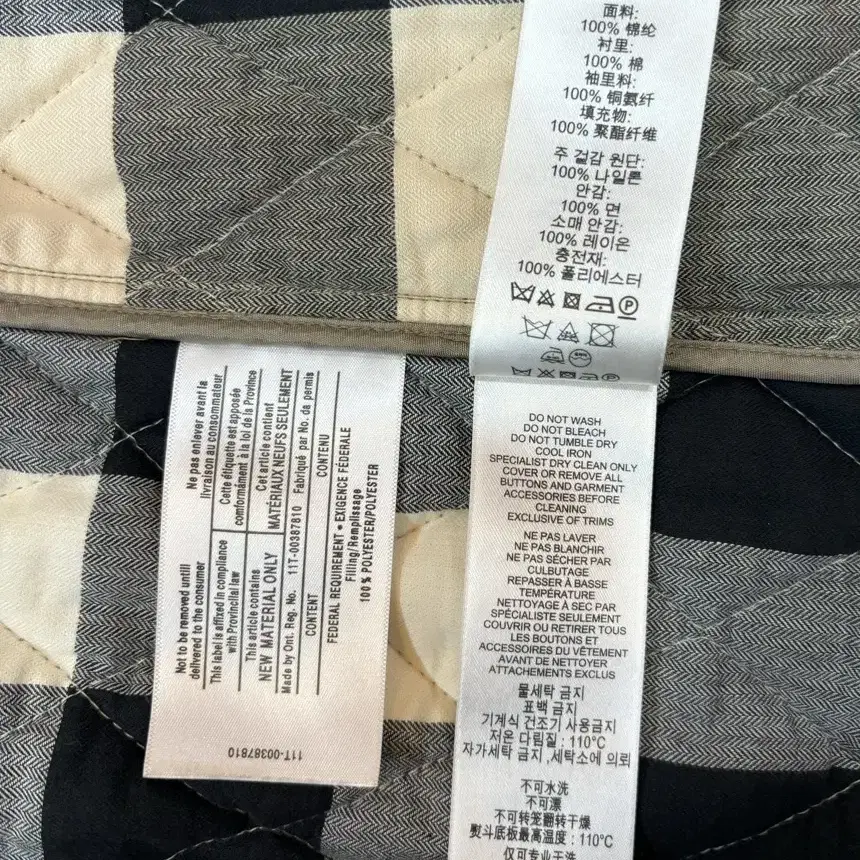 面料:
100% 锦纶
衬里:
100% 棉
袖里料:
100% 铜氨纤
填充物:
100% 聚酯纤维
주 겉감 원단:
100% 나일론
안감:
100% 면
소매 안감:
100% 레이온
충전재:
100% 폴리에스터
DO NOT WASH
DO NOT BLEACH
DO NOT TUMBLE DRY
COOL IRON
SPECIALIST DRY CLEAN ONLY
COVER OR REMOVE ALL
BUTTONS AND GARMENT
ACCESSORIES BEFORE
CLEANING
EXCLUSIVE OF TRIMS
NE PAS LAVER
NE PAS BLANCHIR
NE PAS SÉCHER PAR
CULBUTAGE
REPASSER À BASSE
TEMPÉRATURE
NETTOYAGE À SEC PAR
SPÉCIALISTE SEULEMENT
COUVRIR OU RETIRER TOUS
LES BOUTONS ET
ACCESSOIRES DU VÊTEMENT
AVANT DE NETTOYER
ATTACHEMENTS EXCLUS
물세탁 금지
표백 금지
기계식 건조기 사용금지
저온 다림질 : 110°C
자가세탁 금지 ,세탁소에 의뢰
不可水洗
不可漂
不可转笼翻转干燥
熨斗底板最高温度 : 110°C
仅可专业干洗
Not to be removed untill
delivered to the consumer
Ne pas enlever avant la
livraison au consommateur
This label is affixed in compliance
with Provincilal law
Cette étiquette est apposée
comformément à la loi de la Province
This article contains
NEW MATERIAL ONLY
Cet article contient
MATÉRIAUX NEUFS SEULEMENT
Made by Ont. Reg. No. 11T-00387810 Fabriqué par No. da permis
CONTENT
CONTENU
FEDERAL REQUIREMENT • EXIGENCE FÉDERALE
Filling/Remplissage
100 % POLYESTER/POLYESTER
11T-00387810